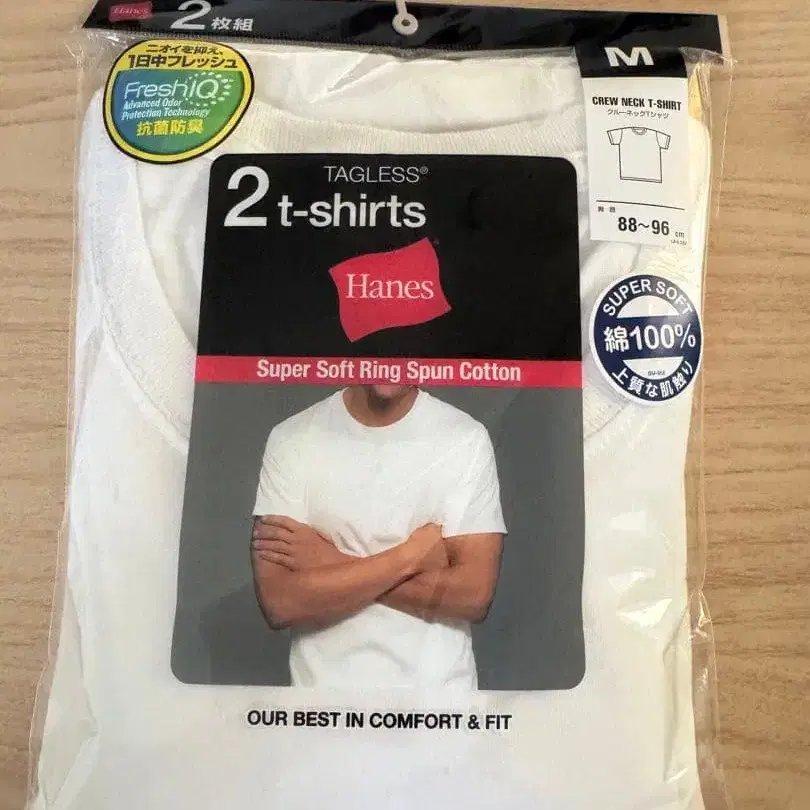 Hanes 2枚組
ニオイを抑え、
1日中フレッシュ
FreshIQ
Advanced Odor
Protection Technology
抗菌防臭
M
CREW NECK T-SHIRT
クルーネックTシャツ
胸囲
88〜96 cm
TAGLESS®
2 t-shirts
Hanes
Super Soft Ring Spun Cotton
SUPER SOFT
綿100%
上質な肌触り
OUR BEST IN COMFORT & FIT